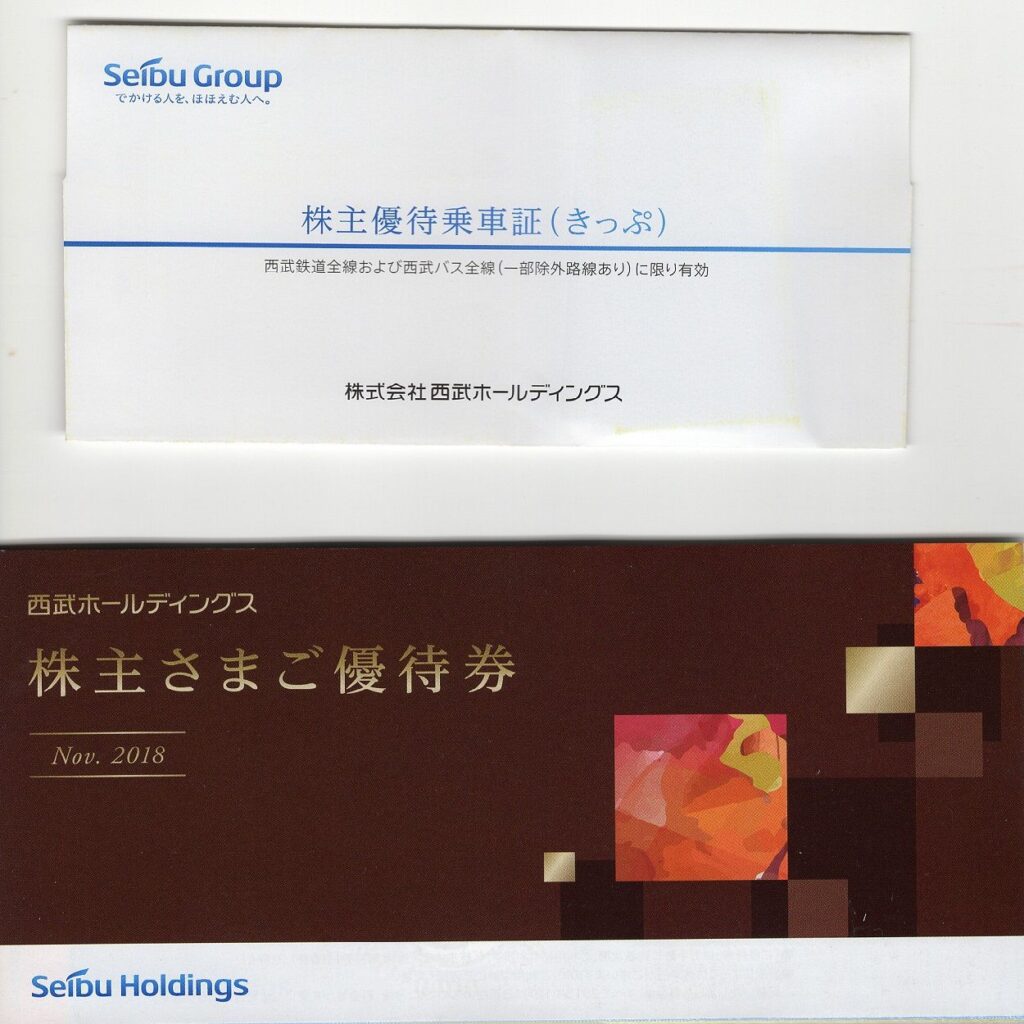 Seibu Group
でかける人を、ほほえむ人へ。
株主優待乗車証(きっぷ)
西武鉄道全線および西武バス全線(一部除外路線あり)に限り有効
株式会社 西武ホールディングス
西武ホールディングス
株主さまご優待券
Nov. 2018
Seibu Holdings